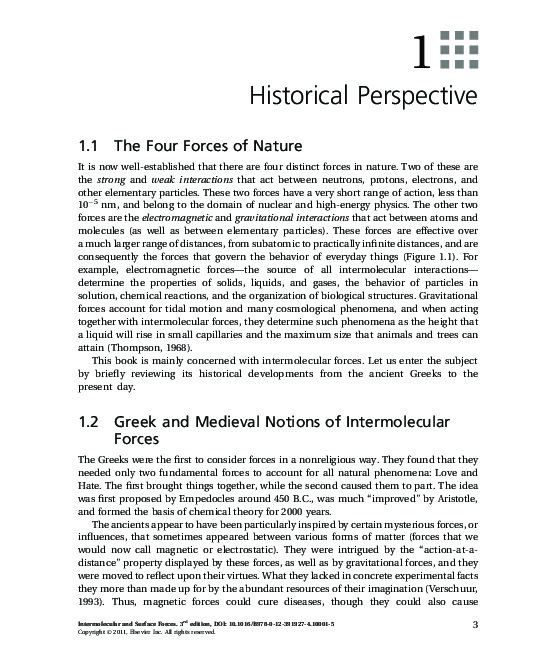 1
Historical Perspective
1.1 The Four Forces of Nature
It is now well-established that there are four distinct forces in nature. Two of these are
the strong and weak interactions that act between neutrons, protons, electrons, and
other elementary particles. These two forces have a very short range of action, less than
10⁻⁵ nm, and belong to the domain of nuclear and high-energy physics. The other two
forces are the electromagnetic and gravitational interactions that act between atoms and
molecules (as well as between elementary particles). These forces are effective over
a much larger range of distances, from subatomic to practically infinite distances, and are
consequently the forces that govern the behavior of everyday things (Figure 1.1). For
example, electromagnetic forces—the source of all intermolecular interactions—
determine the properties of solids, liquids, and gases, the behavior of particles in
solution, chemical reactions, and the organization of biological structures. Gravitational
forces account for tidal motion and many cosmological phenomena, and when acting
together with intermolecular forces, they determine such phenomena as the height that
a liquid will rise in small capillaries and the maximum size that animals and trees can
attain (Thompson, 1968).
This book is mainly concerned with intermolecular forces. Let us enter the subject
by briefly reviewing its historical developments from the ancient Greeks to the
present day.
1.2 Greek and Medieval Notions of Intermolecular
Forces
The Greeks were the first to consider forces in a nonreligious way. They found that they
needed only two fundamental forces to account for all natural phenomena: Love and
Hate. The first brought things together, while the second caused them to part. The idea
was first proposed by Empedocles around 450 B.C., was much “improved” by Aristotle,
and formed the basis of chemical theory for 2000 years.
The ancients appear to have been particularly inspired by certain mysterious forces, or
influences, that sometimes appeared between various forms of matter (forces that we
would now call magnetic or electrostatic). They were intrigued by the “action-at-a-
distance” property displayed by these forces, as well as by gravitational forces, and they
were moved to reflect upon their virtues. What they lacked in concrete experimental facts
they more than made up for by the abundant resources of their imagination (Verschuur,
1993). Thus, magnetic forces could cure diseases, though they could also cause
Intermolecular and Surface Forces. 3rd edition, DOI: 10.1016/B978-0-12-391927-4.10001-5
3
Copyright © 2011, Elsevier Inc. All rights reserved.